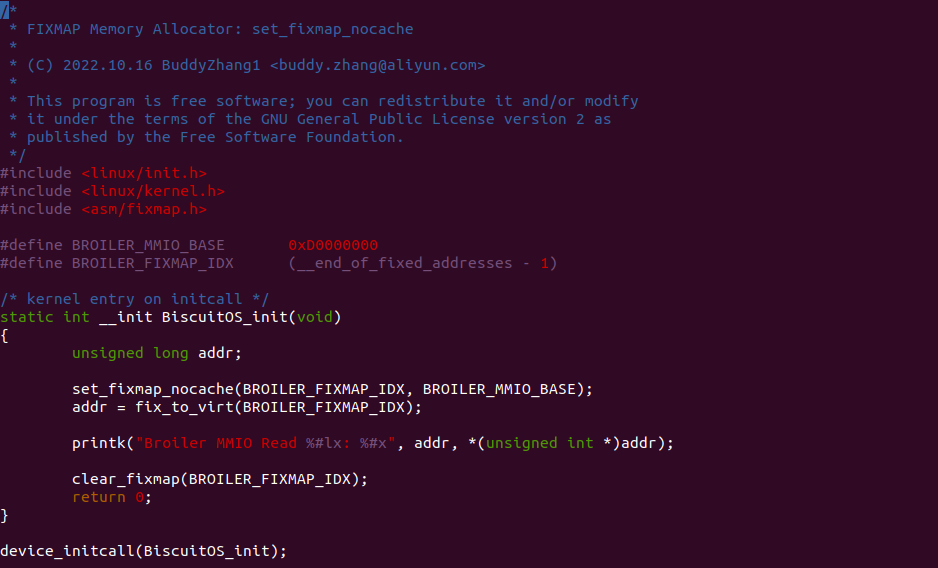 /*
 * FIXMAP Memory Allocator: set_fixmap_nocache
 *
 * (C) 2022.10.16 BuddyZhang1 <buddy.zhang@aliyun.com>
 *
 * This program is free software; you can redistribute it and/or modify
 * it under the terms of the GNU General Public License version 2 as
 * published by the Free Software Foundation.
 */
#include <linux/init.h>
#include <linux/kernel.h>
#include <asm/fixmap.h>

#define BROILER_MMIO_BASE       0xD0000000
#define BROILER_FIXMAP_IDX      (__end_of_fixed_addresses - 1)

/* kernel entry on initcall */
static int __init BiscuitOS_init(void)
{
        unsigned long addr;

        set_fixmap_nocache(BROILER_FIXMAP_IDX, BROILER_MMIO_BASE);
        addr = fix_to_virt(BROILER_FIXMAP_IDX);

        printk("Broiler MMIO Read %#lx: %#x", addr, *(unsigned int *)addr);

        clear_fixmap(BROILER_FIXMAP_IDX);
        return 0;
}

device_initcall(BiscuitOS_init);